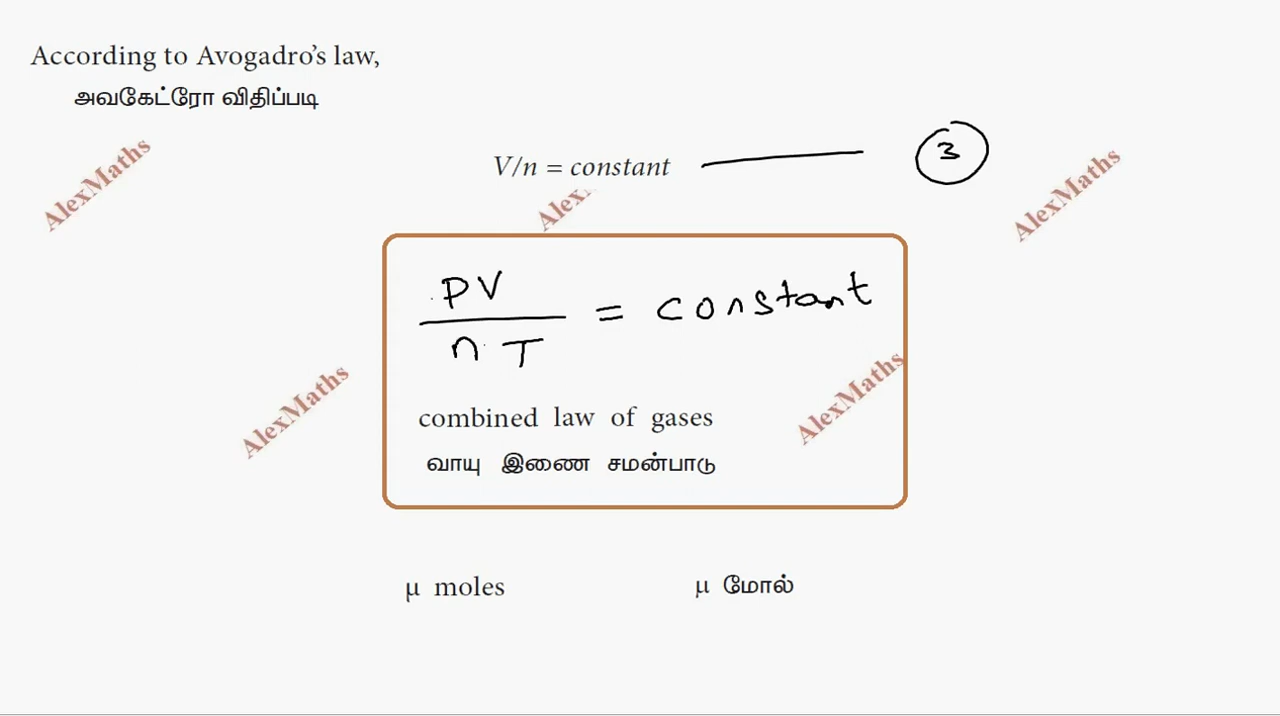 According to Avogadro's law,
அவகேட்ரோ விதிப்படி
V/n = constant ——— 3
PV
n T
= constant
combined law of gases
வாயு இணை சமன்பாடு
μ moles μ மோல்
AlexMaths
AlexMaths
AlexMaths
AlexMaths
AlexMaths